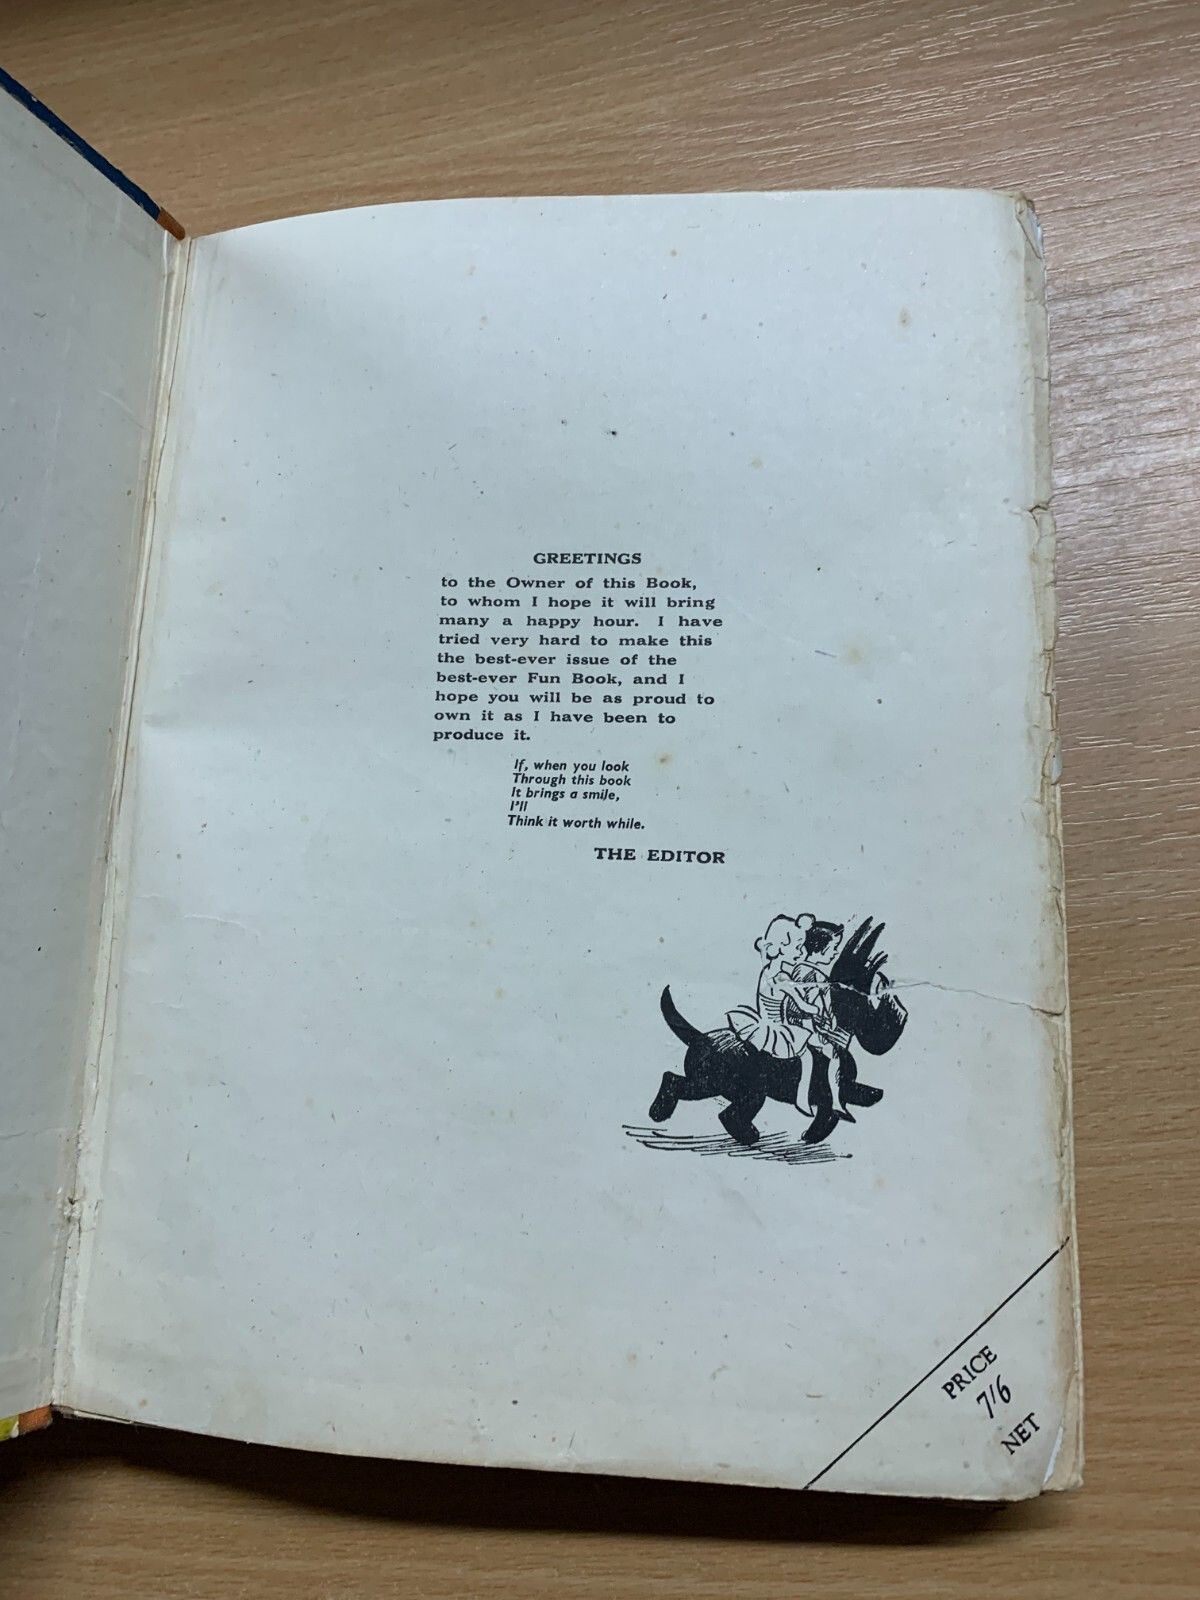 GREETINGS
to the Owner of this Book,
to whom I hope it will bring
many a happy hour. I have
tried very hard to make this
the best-ever issue of the
best-ever Fun Book, and I
hope you will be as proud to
own it as I have been to
produce it.
If, when you look
Through this book
It brings a smile,
I'll
Think it worth while.
THE EDITOR
PRICE
7/6
NET